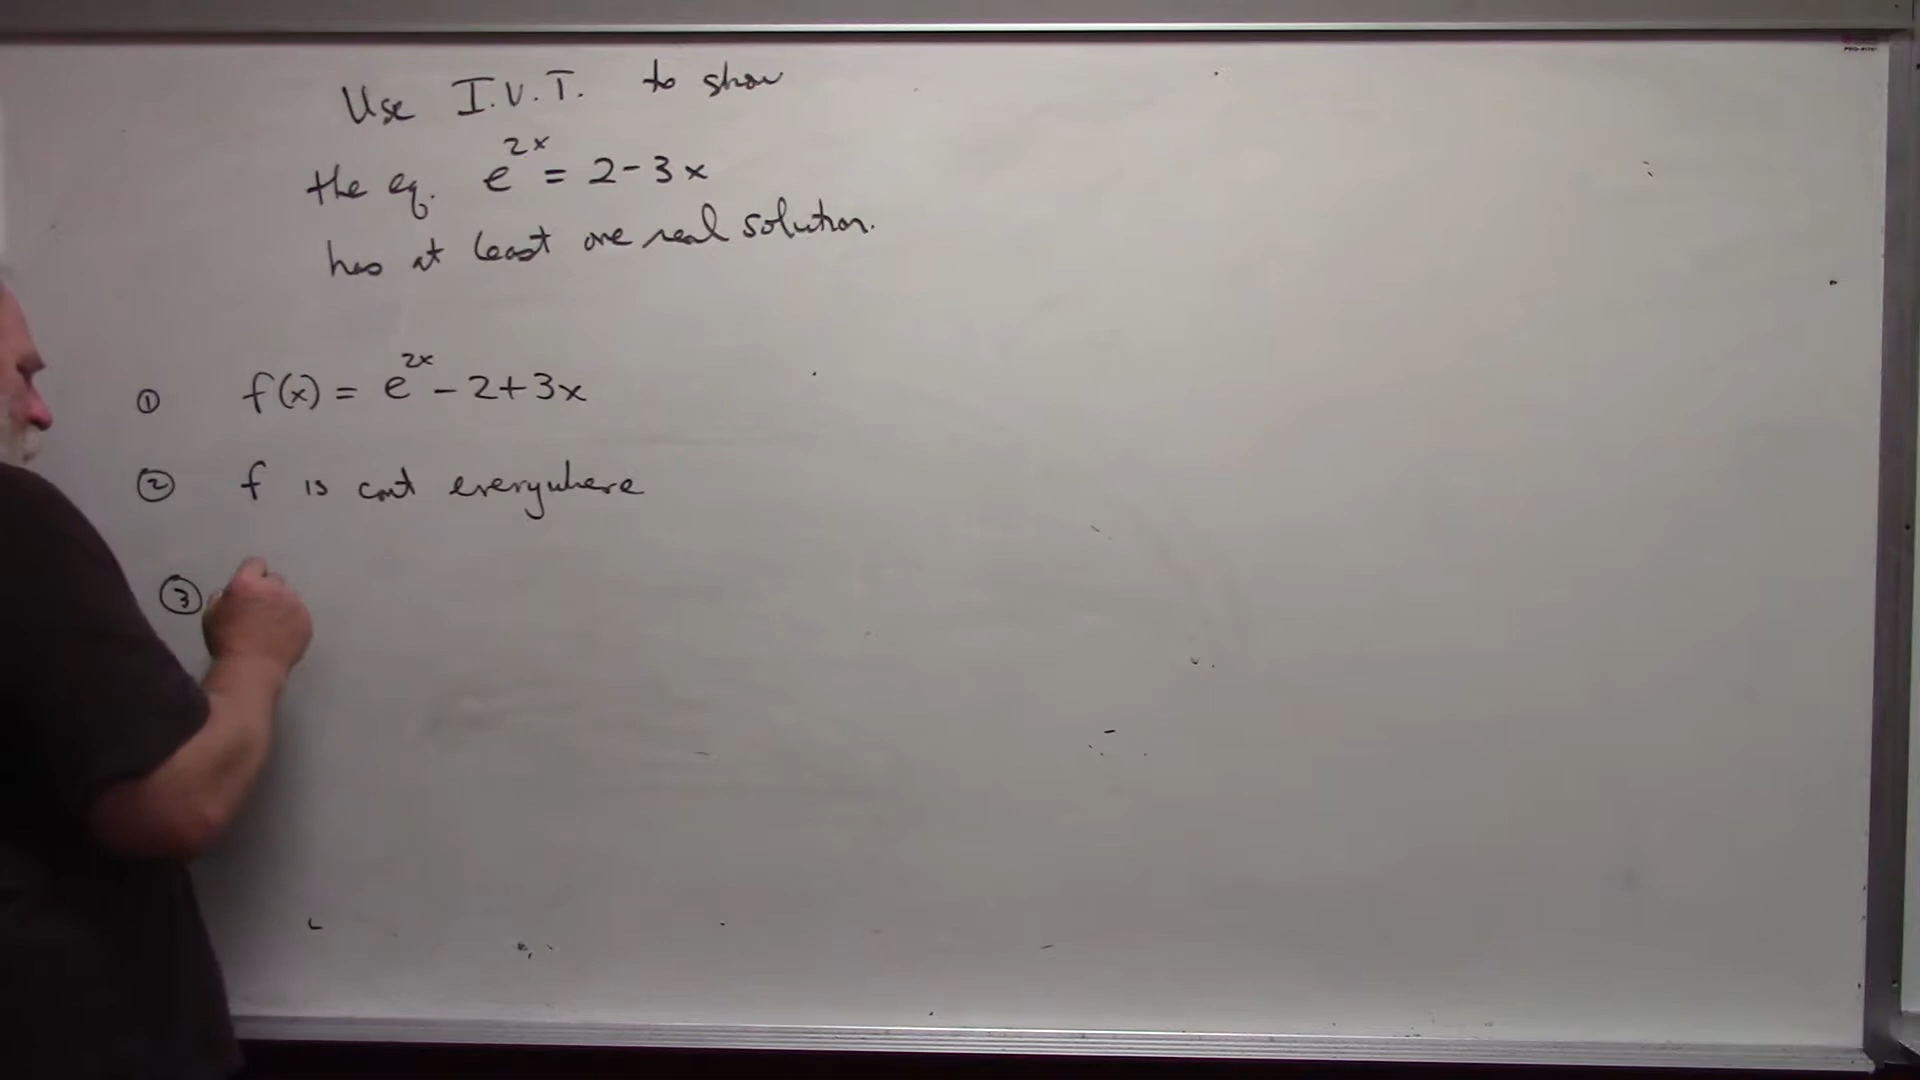 Use I.V.T. to show
the eq. e^{2x} = 2-3x
has at least one real solution.
① f(x) = e^{2x} - 2+3x
② f is cont everywhere
③